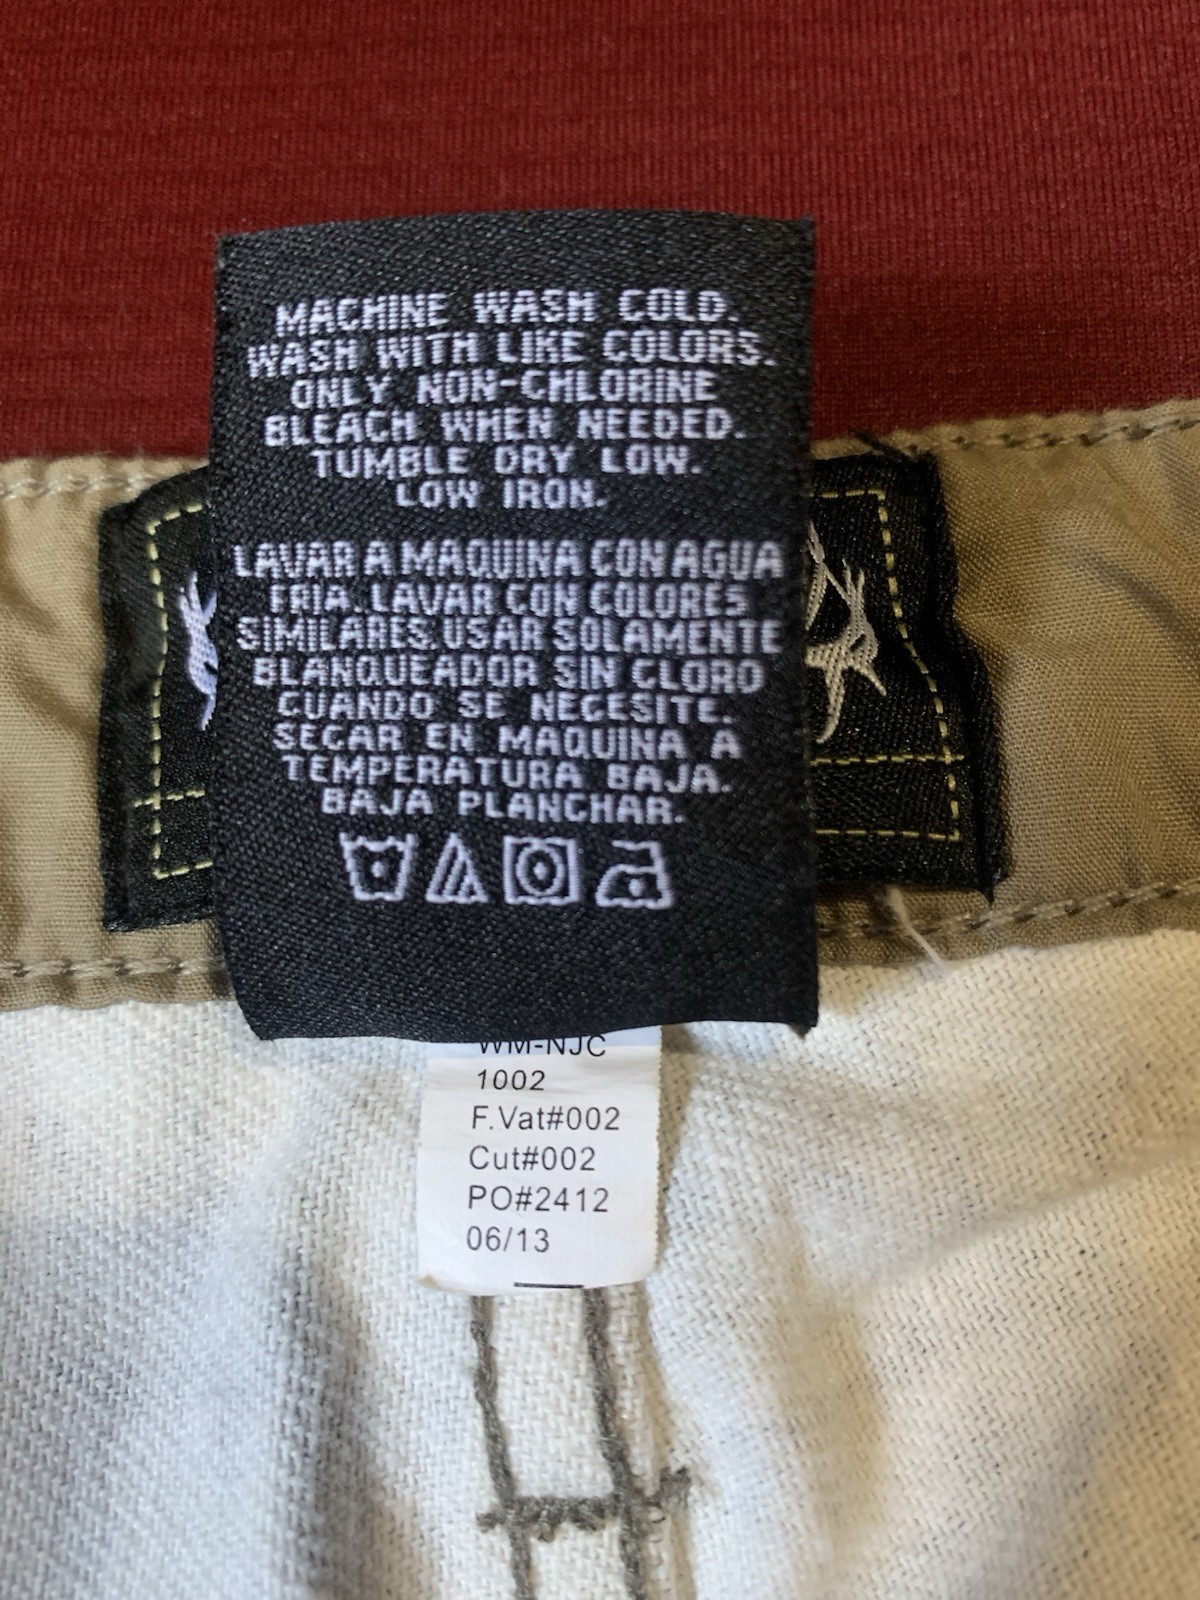 MACHINE WASH COLD.
WASH WITH LIKE COLORS.
ONLY NON-CHLORINE
BLEACH WHEN NEEDED.
TUMBLE DRY LOW.
LOW IRON.
LAVAR A MAQUINA CON AGUA
FRIA. LAVAR CON COLORES
SIMILARES. USAR SOLAMENTE
BLANQUEADOR SIN CLORO
CUANDO SE NECESITE.
SECAR EN MAQUINA A
TEMPERATURA BAJA.
BAJA PLANCHAR.
WM-NJC
1002
F.Vat#002
Cut#002
PO#2412
06/13